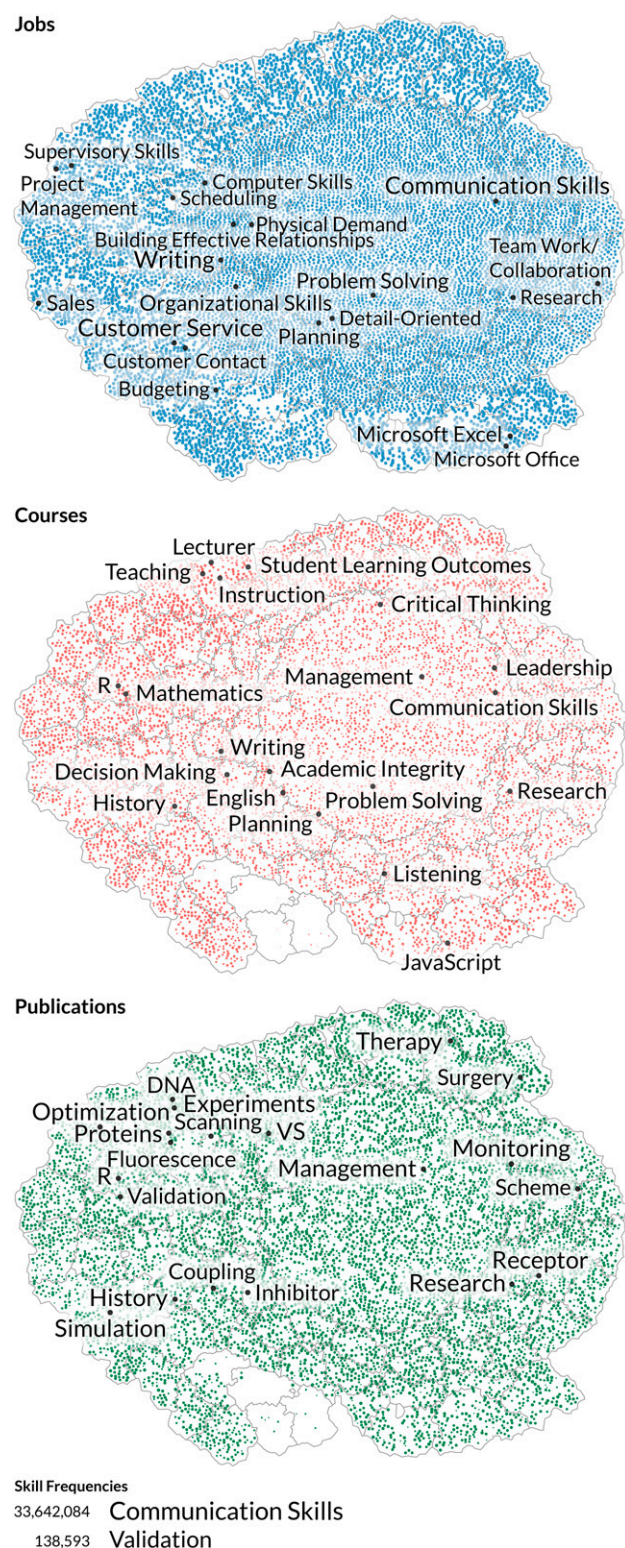 Jobs
Supervisory Skills
Project
Management
Computer Skills
Scheduling
Communication Skills
Physical Demand
Building Effective Relationships
Writing
Team Work/
Collaboration
Problem Solving
Research
Sales
Organizational Skills
Detail-Oriented
Customer Service
Planning
Customer Contact
Budgeting
Microsoft Excel
Microsoft Office
Courses
Lecturer
Teaching
Student Learning Outcomes
Instruction
Critical Thinking
Leadership
Management
R
Mathematics
Communication Skills
Writing
Decision Making
Academic Integrity
History
English
Problem Solving
Research
Planning
Listening
JavaScript
Publications
Therapy
Surgery
DNA
Optimization
Experiments
Scanning
Proteins
VS
Fluorescence
Management
Monitoring
R
Validation
Scheme
Coupling
Receptor
Research
History
Inhibitor
Simulation
Skill Frequencies
33,642,084 Communication Skills
138,593 Validation